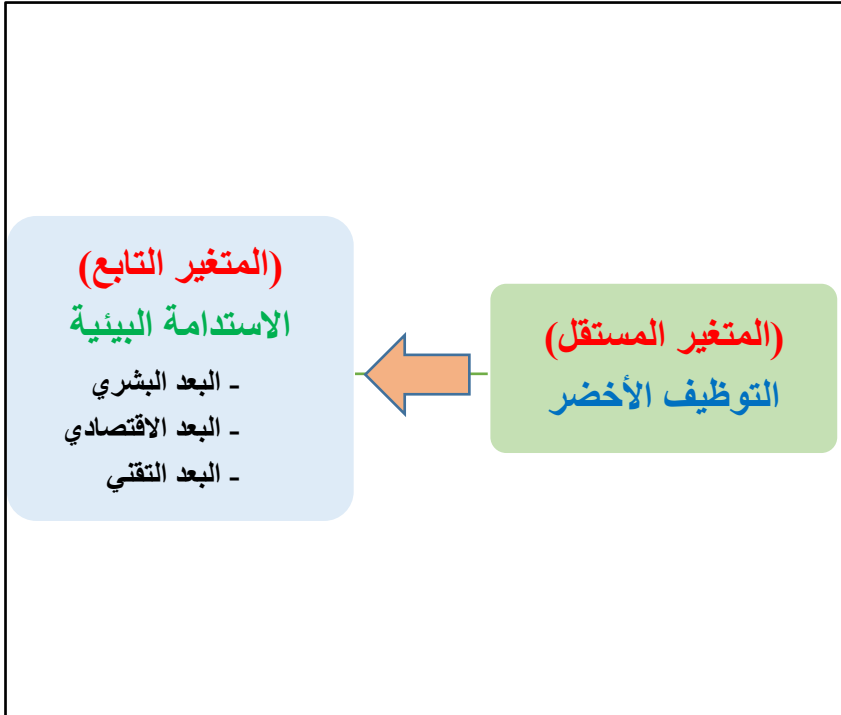 (المتغير المستقل)
التوظيف الأخضر
(المتغير التابع)
الاستدامة البيئية
- البعد البشري
- البعد الاقتصادي
- البعد التقني